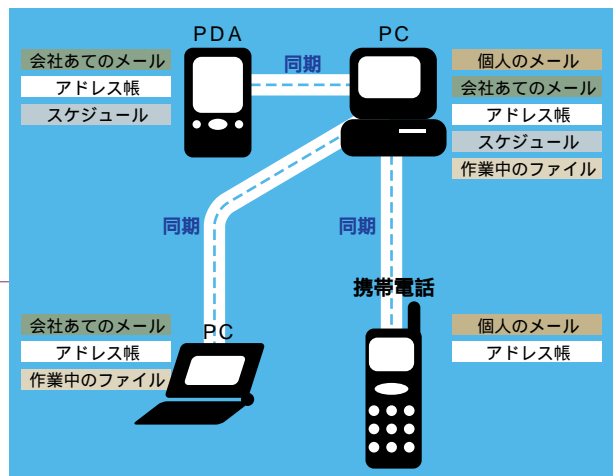 PDA
会社あてのメール
アドレス帳
スケジュール
同期
PC
個人のメール
会社あてのメール
アドレス帳
スケジュール
作業中のファイル
同期
同期
会社あてのメール
アドレス帳
作業中のファイル
PC
携帯電話
個人のメール
アドレス帳